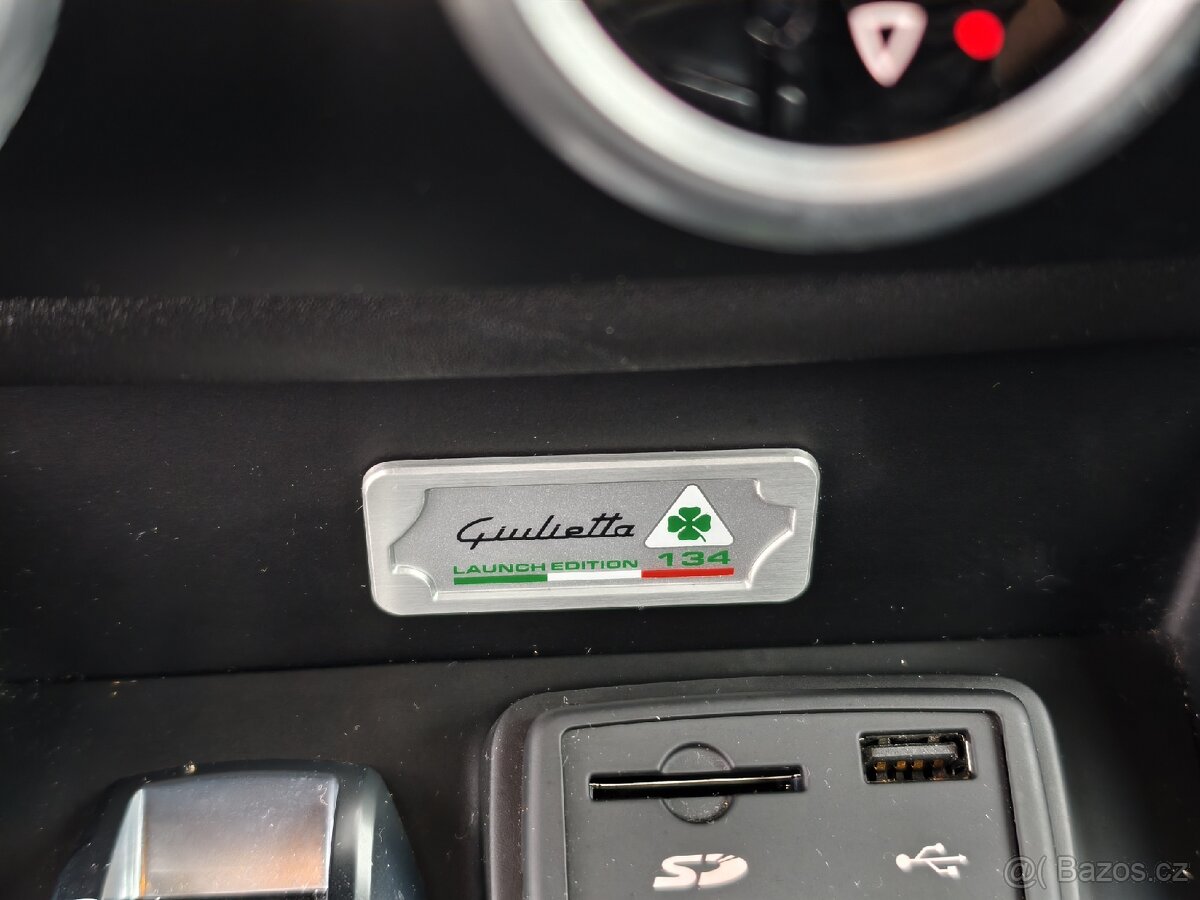 Giulietta
LAUNCH EDITION 134
SD
@( Bazos.cz